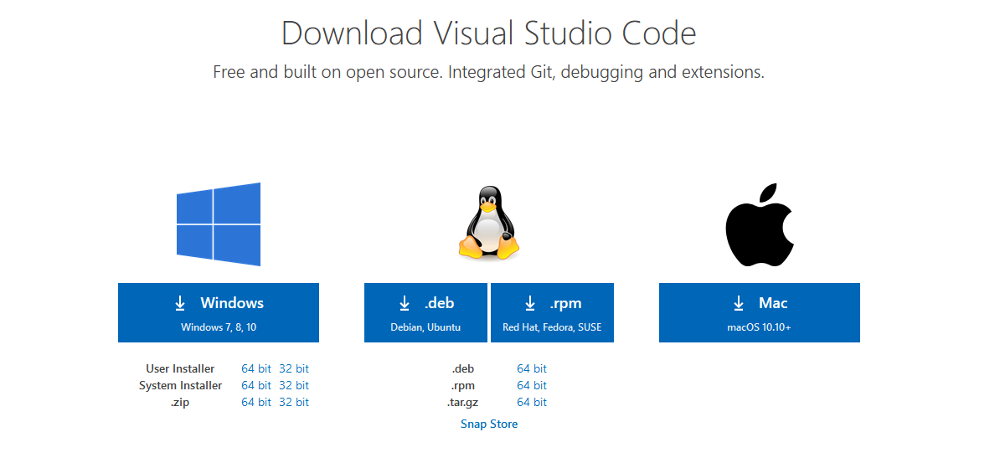 Download Visual Studio Code
Free and built on open source. Integrated Git, debugging and extensions.
Windows
Windows 7, 8, 10
User Installer 64 bit 32 bit
System Installer 64 bit 32 bit
.zip 64 bit 32 bit
.deb
Debian, Ubuntu
.rpm
Red Hat, Fedora, SUSE
.deb 64 bit
.rpm 64 bit
.tar.gz 64 bit
Snap Store
Mac
macOS 10.10+